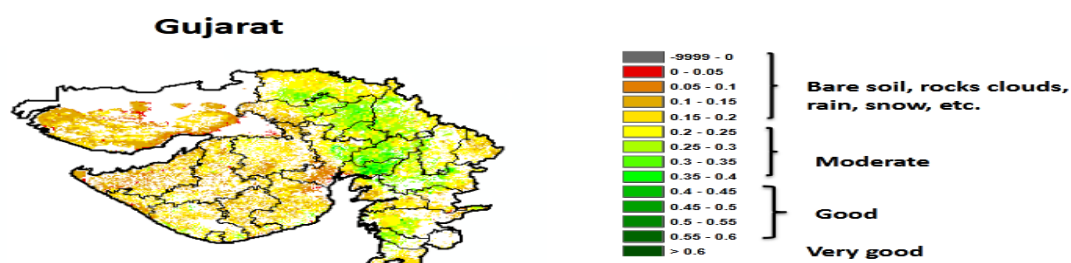 Gujarat
-9999 - 0
0 - 0.05
0.05 - 0.1
0.1 - 0.15
0.15 - 0.2
0.2 - 0.25
0.25 - 0.3
0.3 - 0.35
0.35 - 0.4
0.4 - 0.45
0.45 - 0.5
0.5 - 0.55
0.55 - 0.6
> 0.6
Bare soil, rocks clouds,
rain, snow, etc.
Moderate
Good
Very good